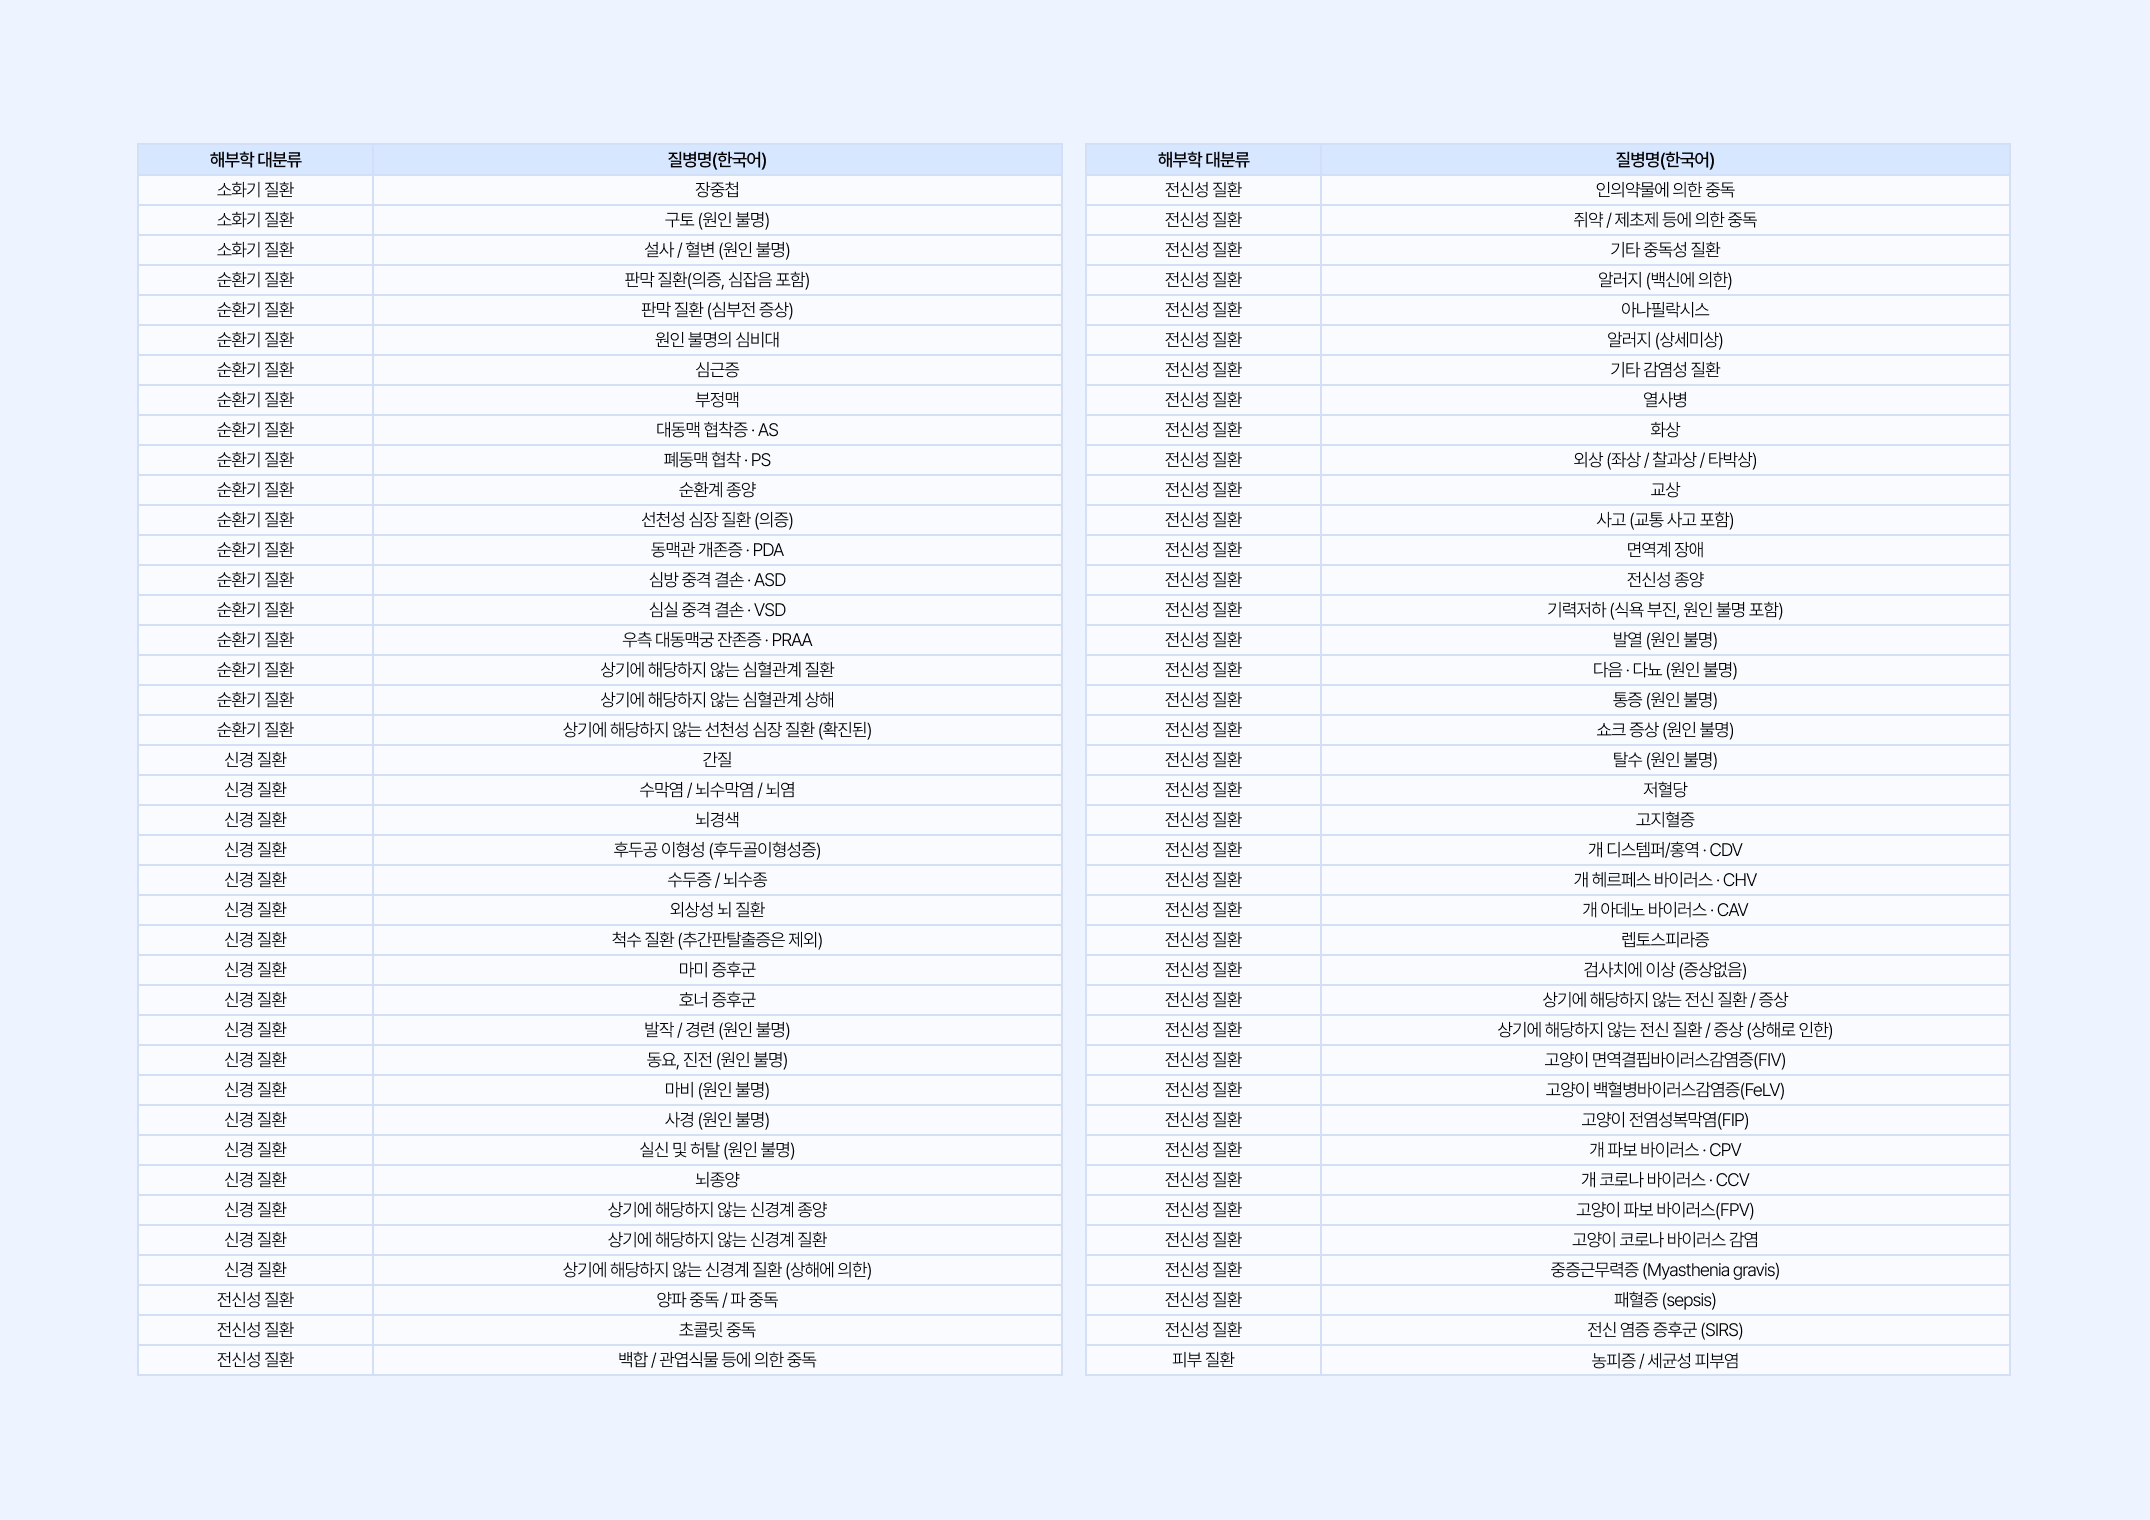 해부학 대분류 질병명(한국어)
소화기 질환 장중첩
소화기 질환 구토 (원인 불명)
소화기 질환 설사 / 혈변 (원인 불명)
순환기 질환 판막 질환(의증, 심잡음 포함)
순환기 질환 판막 질환 (심부전 증상)
순환기 질환 원인 불명의 심비대
순환기 질환 심근증
순환기 질환 부정맥
순환기 질환 대동맥 협착증 · AS
순환기 질환 폐동맥 협착 · PS
순환기 질환 순환계 종양
순환기 질환 선천성 심장 질환 (의증)
순환기 질환 동맥관 개존증 · PDA
순환기 질환 심방 중격 결손 · ASD
순환기 질환 심실 중격 결손 · VSD
순환기 질환 우측 대동맥궁 잔존증 · PRAA
순환기 질환 상기에 해당하지 않는 심혈관계 질환
순환기 질환 상기에 해당하지 않는 심혈관계 상해
순환기 질환 상기에 해당하지 않는 선천성 심장 질환 (확진된)
신경 질환 간질
신경 질환 수막염 / 뇌수막염 / 뇌염
신경 질환 뇌경색
신경 질환 후두공 이형성 (후두골이형성증)
신경 질환 수두증 / 뇌수종
신경 질환 외상성 뇌 질환
신경 질환 척수 질환 (추간판탈출증은 제외)
신경 질환 마미 증후군
신경 질환 호너 증후군
신경 질환 발작 / 경련 (원인 불명)
신경 질환 동요, 진전 (원인 불명)
신경 질환 마비 (원인 불명)
신경 질환 사경 (원인 불명)
신경 질환 실신 및 허탈 (원인 불명)
신경 질환 뇌종양
신경 질환 상기에 해당하지 않는 신경계 종양
신경 질환 상기에 해당하지 않는 신경계 질환
신경 질환 상기에 해당하지 않는 신경계 질환 (상해에 의한)
전신성 질환 양파 중독 / 파 중독
전신성 질환 초콜릿 중독
전신성 질환 백합 / 관엽식물 등에 의한 중독
해부학 대분류 질병명(한국어)
전신성 질환 인의약물에 의한 중독
전신성 질환 쥐약 / 제초제 등에 의한 중독
전신성 질환 기타 중독성 질환
전신성 질환 알러지 (백신에 의한)
전신성 질환 아나필락시스
전신성 질환 알러지 (상세미상)
전신성 질환 기타 감염성 질환
전신성 질환 열사병
전신성 질환 화상
전신성 질환 외상 (좌상 / 찰과상 / 타박상)
전신성 질환 교상
전신성 질환 사고 (교통 사고 포함)
전신성 질환 면역계 장애
전신성 질환 전신성 종양
전신성 질환 기력저하 (식욕 부진, 원인 불명 포함)
전신성 질환 발열 (원인 불명)
전신성 질환 다음 · 다뇨 (원인 불명)
전신성 질환 통증 (원인 불명)
전신성 질환 쇼크 증상 (원인 불명)
전신성 질환 탈수 (원인 불명)
전신성 질환 저혈당
전신성 질환 고지혈증
전신성 질환 개 디스템퍼/홍역 · CDV
전신성 질환 개 헤르페스 바이러스 · CHV
전신성 질환 개 아데노 바이러스 · CAV
전신성 질환 렙토스피라증
전신성 질환 검사치에 이상 (증상없음)
전신성 질환 상기에 해당하지 않는 전신 질환 / 증상
전신성 질환 상기에 해당하지 않는 전신 질환 / 증상 (상해로 인한)
전신성 질환 고양이 면역결핍바이러스감염증(FIV)
전신성 질환 고양이 백혈병바이러스감염증(FeLV)
전신성 질환 고양이 전염성복막염(FIP)
전신성 질환 개 파보 바이러스 · CPV
전신성 질환 개 코로나 바이러스 · CCV
전신성 질환 고양이 파보 바이러스(FPV)
전신성 질환 고양이 코로나 바이러스 감염
전신성 질환 중증근무력증 (Myasthenia gravis)
전신성 질환 패혈증 (sepsis)
전신성 질환 전신 염증 증후군 (SIRS)
피부 질환 농피증 / 세균성 피부염